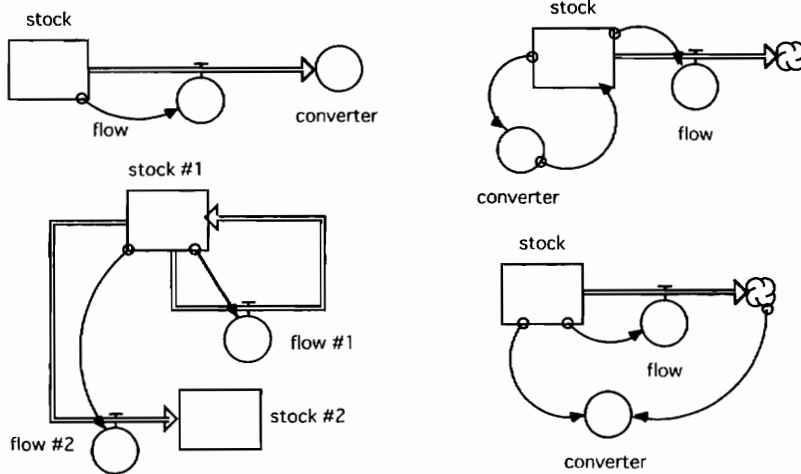 stock
flow
converter
stock
flow
converter
stock #1
flow #1
flow #2
stock #2
stock
flow
converter